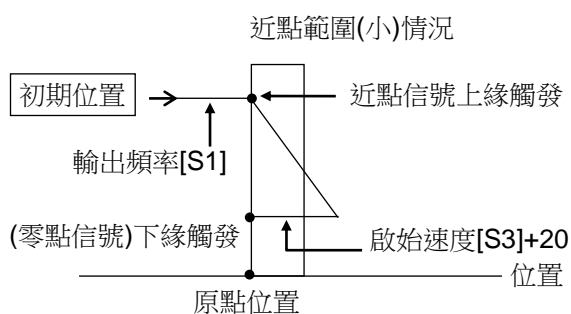 近點範圍(小)情況
初期位置
近點信號上緣觸發
輸出頻率[S1]
(零點信號)下緣觸發
啟始速度[S3]+20
位置
原點位置